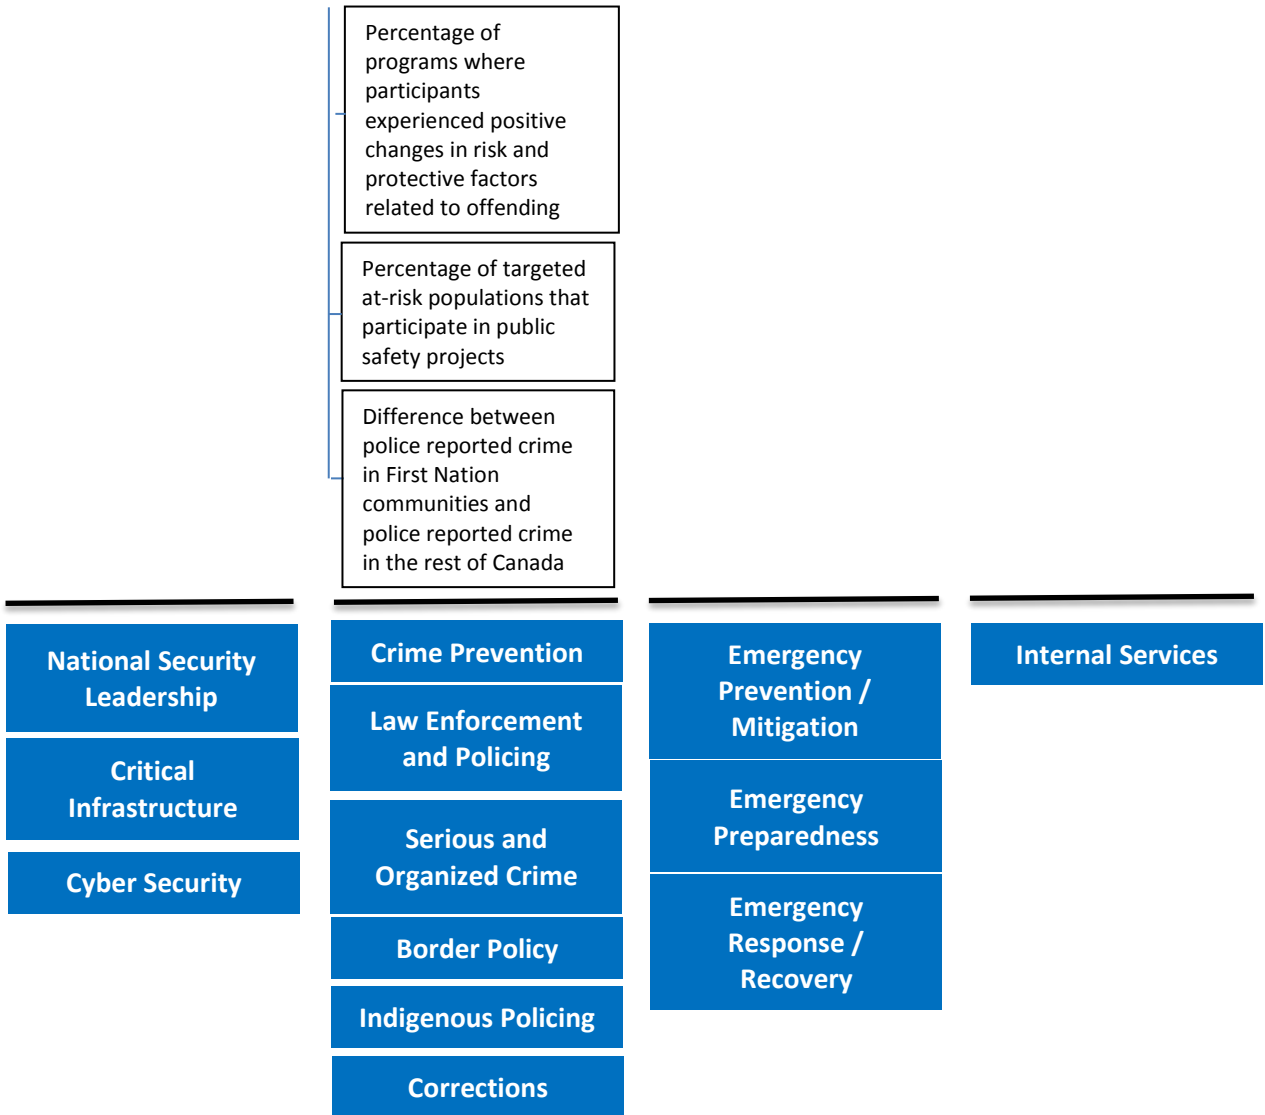 Percentage of
programs where
participants
experienced positive
changes in risk and
protective factors
related to offending
Percentage of targeted
at-risk populations that
participate in public
safety projects
Difference between
police reported crime
in First Nation
communities and
police reported crime
in the rest of Canada
National Security
Leadership
Critical
Infrastructure
Cyber Security
Crime Prevention
Law Enforcement
and Policing
Serious and
Organized Crime
Border Policy
Indigenous Policing
Corrections
Emergency
Prevention /
Mitigation
Emergency
Preparedness
Emergency
Response /
Recovery
Internal Services